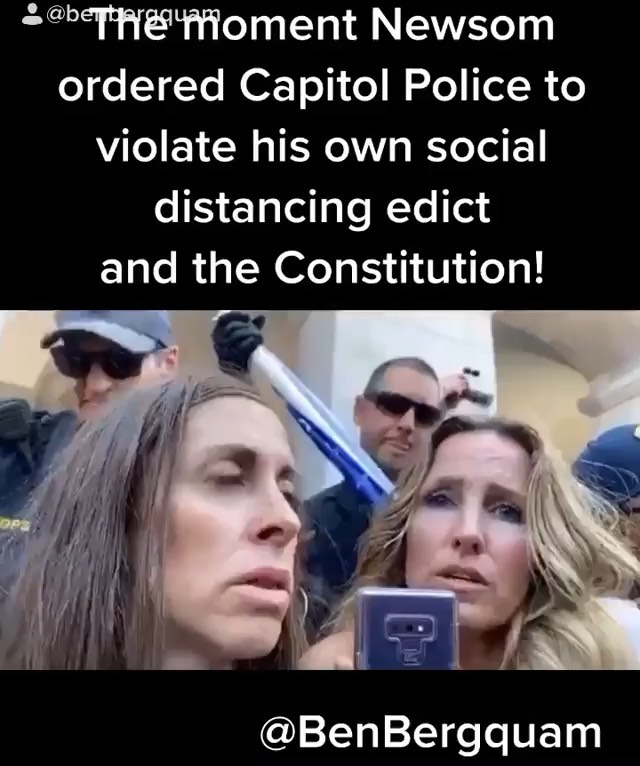 @benbergquam
The moment Newsom
ordered Capitol Police to
violate his own social
distancing edict
and the Constitution!
OPS
@BenBergquam